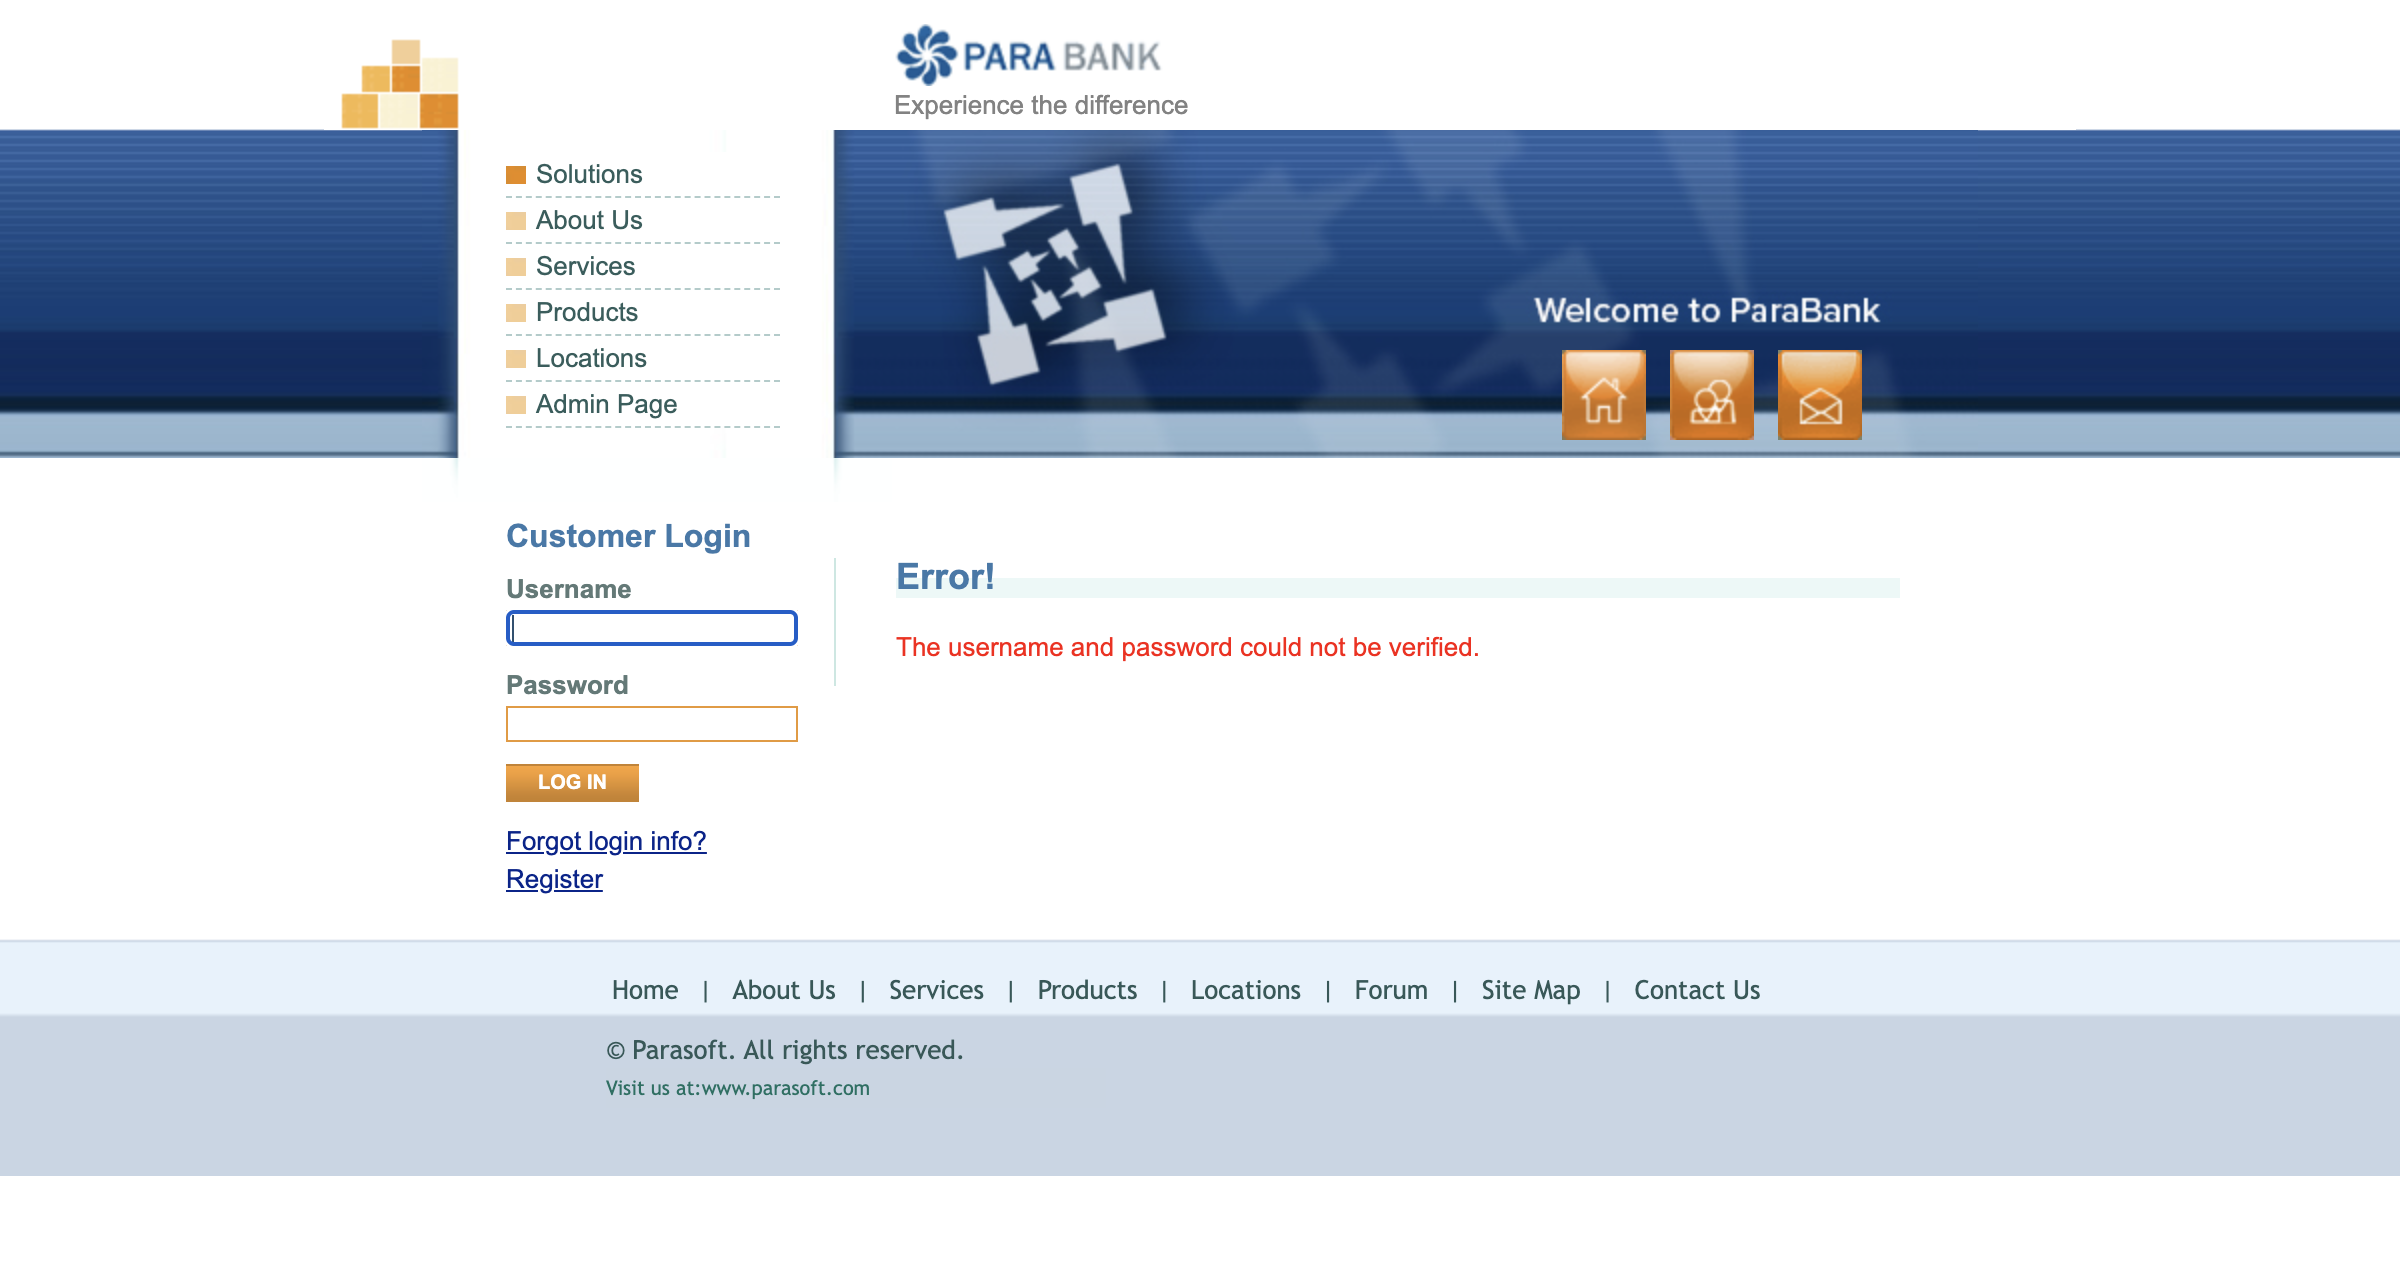 PARA BANK
Experience the difference
Solutions
About Us
Services
Products
Locations
Admin Page
Welcome to ParaBank
Customer Login
Username
Password
LOG IN
Forgot login info?
Register
Error!
The username and password could not be verified.
Home | About Us | Services | Products | Locations | Forum | Site Map | Contact Us
© Parasoft. All rights reserved.
Visit us at:www.parasoft.com